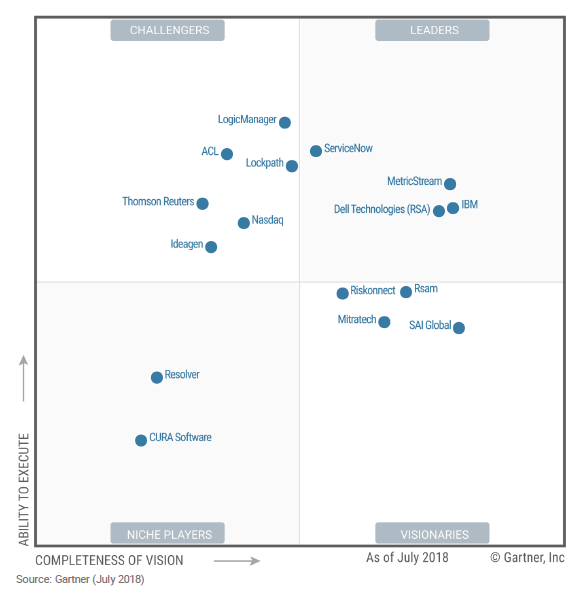 CHALLENGERS
LEADERS
LogicManager
ACL
ServiceNow
Lockpath
MetricStream
Thomson Reuters
Dell Technologies (RSA)
IBM
Nasdaq
Ideagen
Riskonnect
Rsam
Mitratech
SAI Global
Resolver
CURA Software
ABILITY TO EXECUTE
NICHE PLAYERS
VISIONARIES
COMPLETENESS OF VISION
As of July 2018
© Gartner, Inc
Source: Gartner (July 2018)